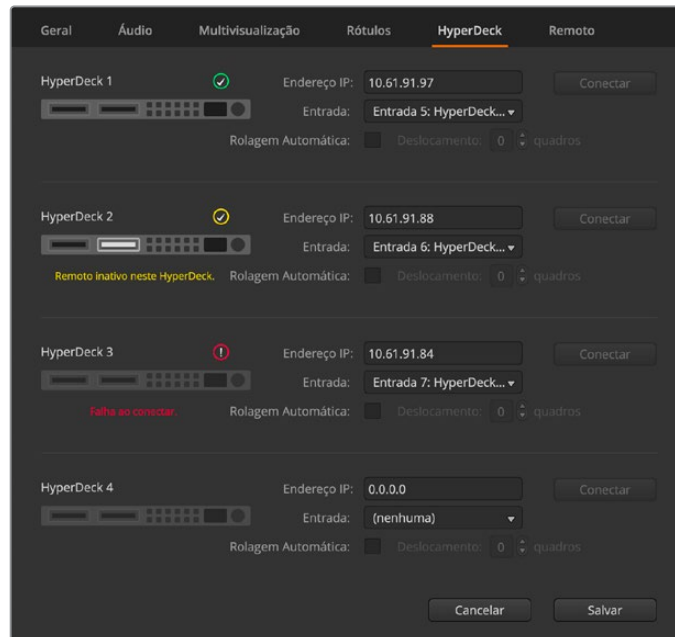 Geral Áudio Multivisualização Rótulos HyperDeck Remoto
HyperDeck 1 Endereço IP: 10.61.91.97 Conectar
Entrada: Entrada 5: HyperDeck...
Rolagem Automática: Deslocamento: 0 quadros
HyperDeck 2 Endereço IP: 10.61.91.88 Conectar
Entrada: Entrada 6: HyperDeck...
Remoto inativo neste HyperDeck. Rolagem Automática: Deslocamento: 0 quadros
HyperDeck 3 Endereço IP: 10.61.91.84 Conectar
Entrada: Entrada 7: HyperDeck...
Falha ao conectar. Rolagem Automática: Deslocamento: 0 quadros
HyperDeck 4 Endereço IP: 0.0.0.0 Conectar
Entrada: (nenhuma)
Rolagem Automática: Deslocamento: 0 quadros
Cancelar Salvar